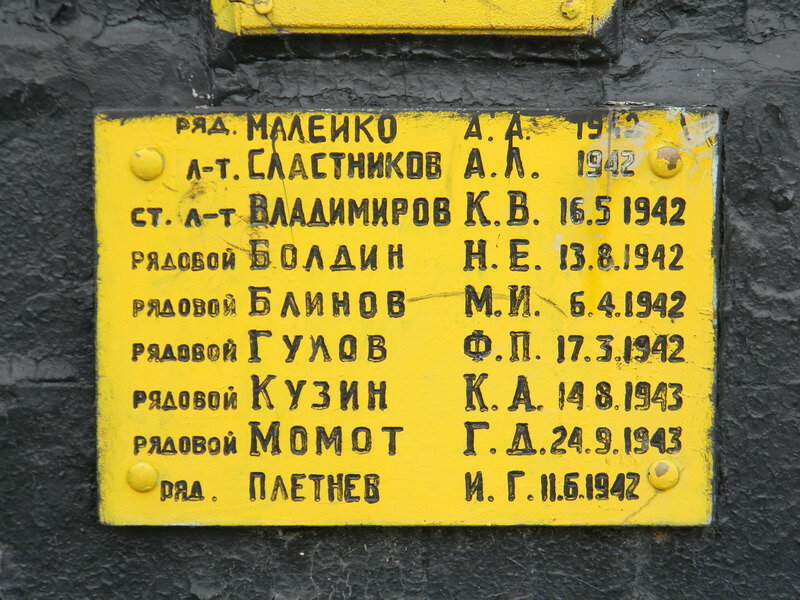 ряд. МАЛЕЙКО А. А. 1942
л-т. СЛАСТНИКОВ А.Л. 1942
ст. л-т ВЛАДИМИРОВ К.В. 16.5 1942
РЯДОВОЙ БОЛДИН Н.Е. 13.8.1942
РЯДОВОЙ БЛИНОВ М.И. 6.4.1942
РЯДОВОЙ ГУЛОВ Ф.П. 17.3.1942
РЯДОВОЙ КУЗИН К.А. 14 8.1943
РЯДОВОЙ МОМОТ Г.Д. 24.9.1943
ряд. ПЛЕТНЕВ И.Г. 11.6.1942